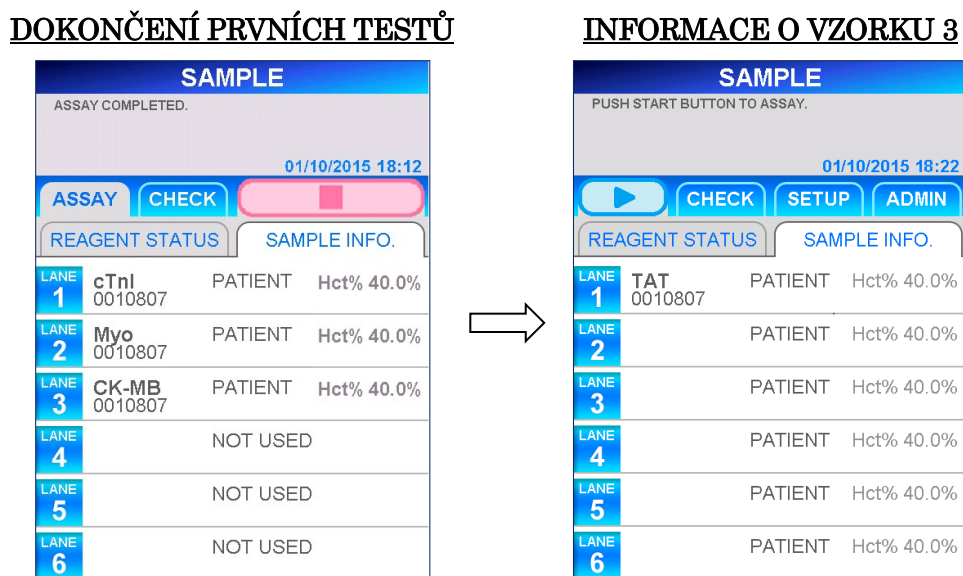 DOKONČENÍ PRVNÍCH TESTŮ
SAMPLE
ASSAY COMPLETED.
01/10/2015 18:12
ASSAY CHECK
REAGENT STATUS SAMPLE INFO.
LANE 1 cTnI 0010807 PATIENT Hct% 40.0%
LANE 2 Myo 0010807 PATIENT Hct% 40.0%
LANE 3 CK-MB 0010807 PATIENT Hct% 40.0%
LANE 4 NOT USED
LANE 5 NOT USED
LANE 6 NOT USED
INFORMACE O VZORKU 3
SAMPLE
PUSH START BUTTON TO ASSAY.
01/10/2015 18:22
CHECK SETUP ADMIN
REAGENT STATUS SAMPLE INFO.
LANE 1 TAT 0010807 PATIENT Hct% 40.0%
LANE 2 PATIENT Hct% 40.0%
LANE 3 PATIENT Hct% 40.0%
LANE 4 PATIENT Hct% 40.0%
LANE 5 PATIENT Hct% 40.0%
LANE 6 PATIENT Hct% 40.0%